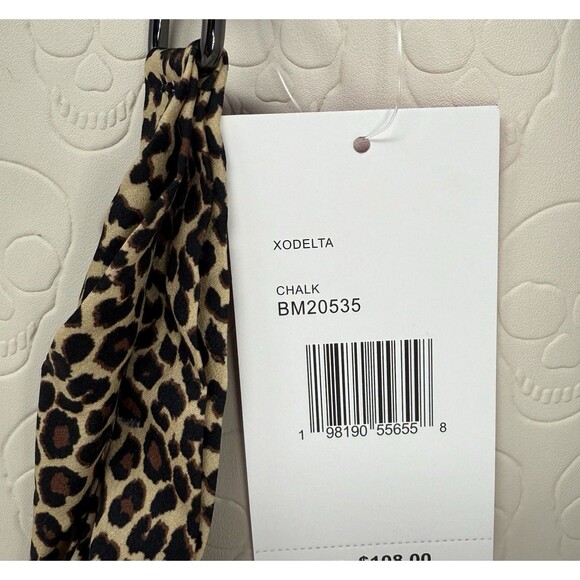 XODELTA
CHALK
BM20535
1 98190 55655 8
$108.00